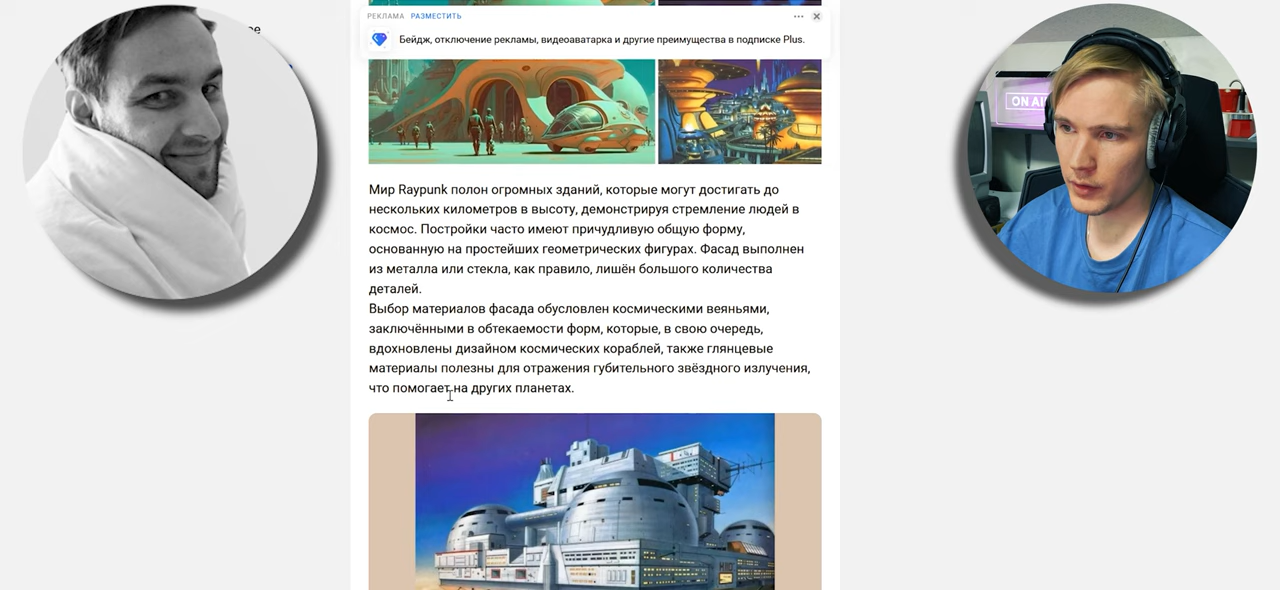 РЕКЛАМА РАЗМЕСТИТЬ
Бейдж, отключение рекламы, видеоаватарка и другие преимущества в подписке Plus.
ON AI
Мир Raypunk полон огромных зданий, которые могут достигать до
нескольких километров в высоту, демонстрируя стремление людей в
космос. Постройки часто имеют причудливую общую форму,
основанную на простейших геометрических фигурах. Фасад выполнен
из металла или стекла, как правило, лишён большого количества
деталей.
Выбор материалов фасада обусловлен космическими веяньями,
заключёнными в обтекаемости форм, которые, в свою очередь,
вдохновлены дизайном космических кораблей, также глянцевые
материалы полезны для отражения губительного звёздного излучения,
что помогает на других планетах.